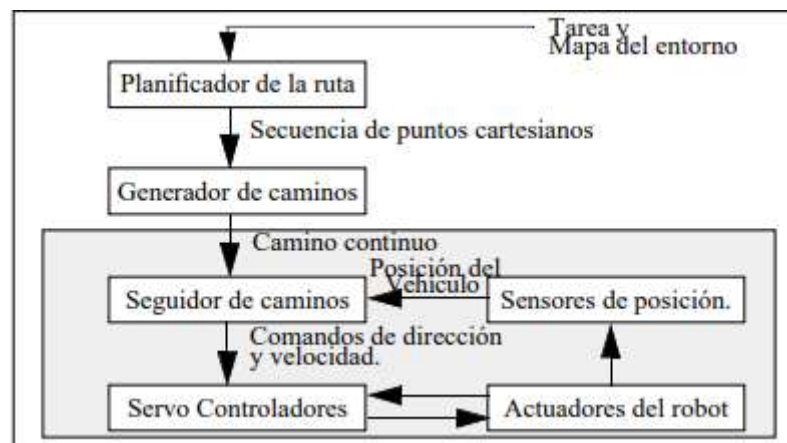 Tarea y
Mapa del entorno
Planificador de la ruta
Secuencia de puntos cartesianos
Generador de caminos
Camino continuo
Posición del
Vehiculo
Seguidor de caminos
Sensores de posición.
Comandos de dirección
y velocidad.
Servo Controladores
Actuadores del robot